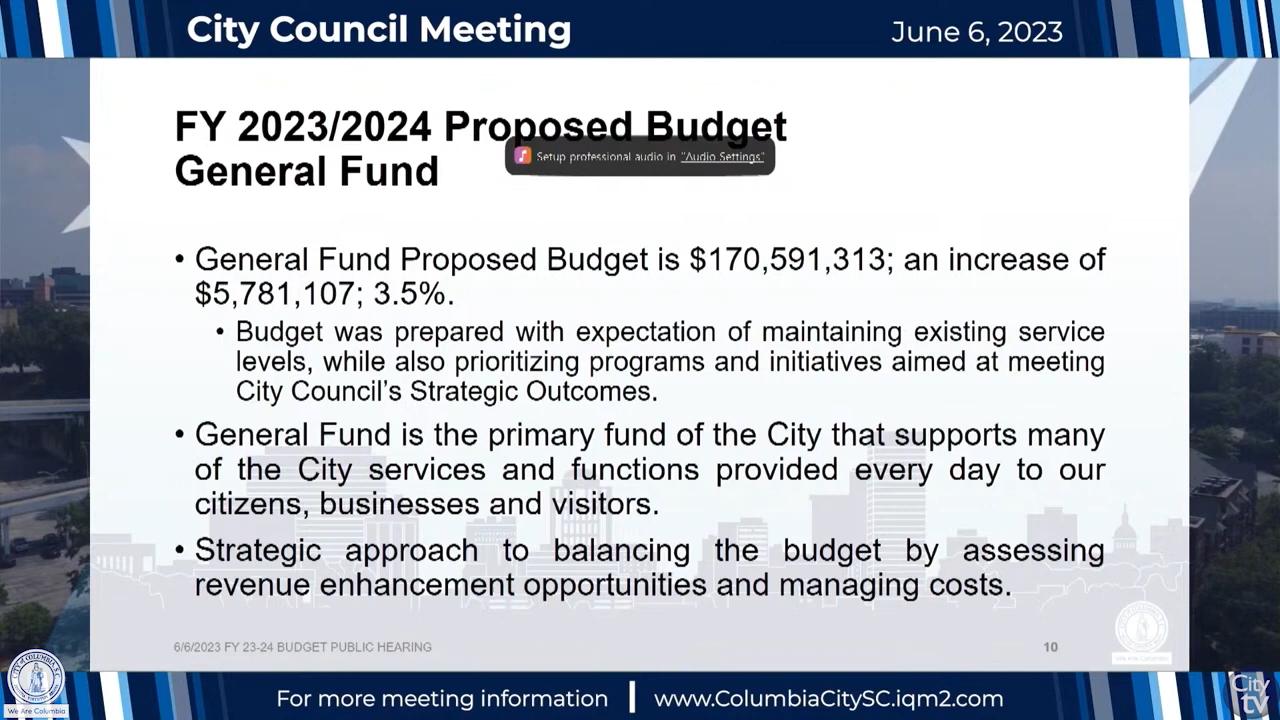 City Council Meeting
June 6, 2023
FY 2023/2024 Proposed Budget
Setup professional audio in "Audio Settings"
General Fund
• General Fund Proposed Budget is $170,591,313; an increase of
$5,781,107; 3.5%.
• Budget was prepared with expectation of maintaining existing service
levels, while also prioritizing programs and initiatives aimed at meeting
City Council's Strategic Outcomes.
• General Fund is the primary fund of the City that supports many
of the City services and functions provided every day to our
citizens, businesses and visitors.
• Strategic approach to balancing the budget by assessing
revenue enhancement opportunities and managing costs.
6/6/2023 FY 23-24 BUDGET PUBLIC HEARING
10
We Are Columbia
We Are Columbia
For more meeting information | www.ColumbiaCitySC.iqm2.com
City
tv